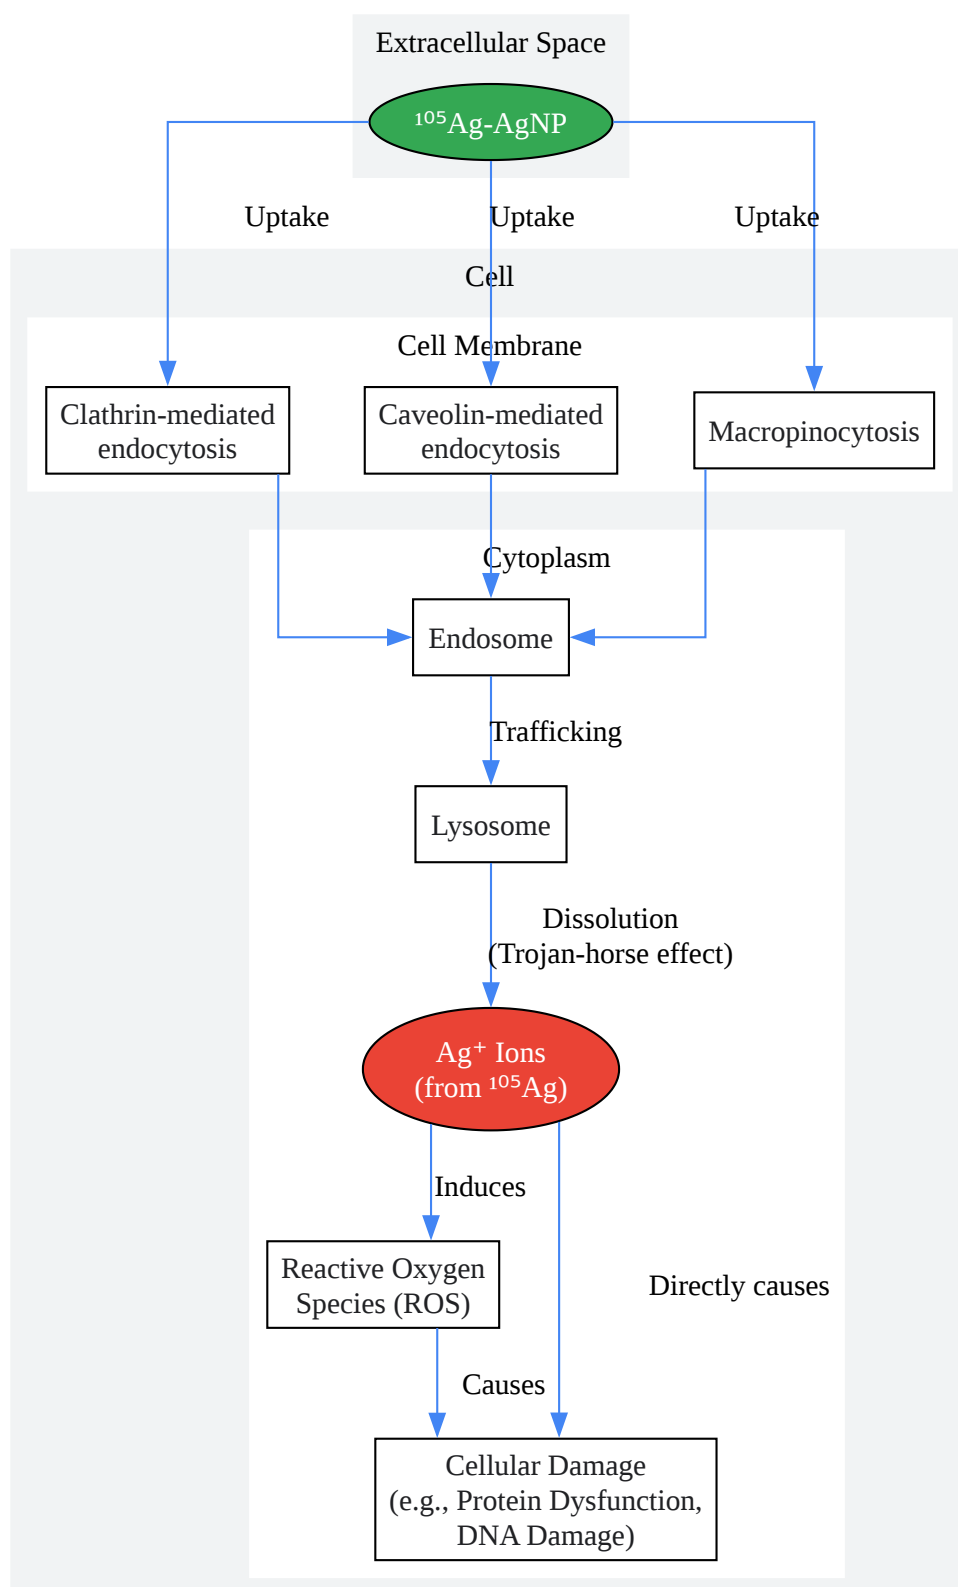 Extracellular Space
¹⁰⁵Ag-AgNP
Uptake
Uptake
Uptake
Cell
Cell Membrane
Clathrin-mediated
endocytosis
Caveolin-mediated
endocytosis
Macropinocytosis
Cytoplasm
Endosome
Trafficking
Lysosome
Dissolution
(Trojan-horse effect)
Ag⁺ Ions
(from ¹⁰⁵Ag)
Induces
Reactive Oxygen
Species (ROS)
Directly causes
Causes
Cellular Damage
(e.g., Protein Dysfunction,
DNA Damage)